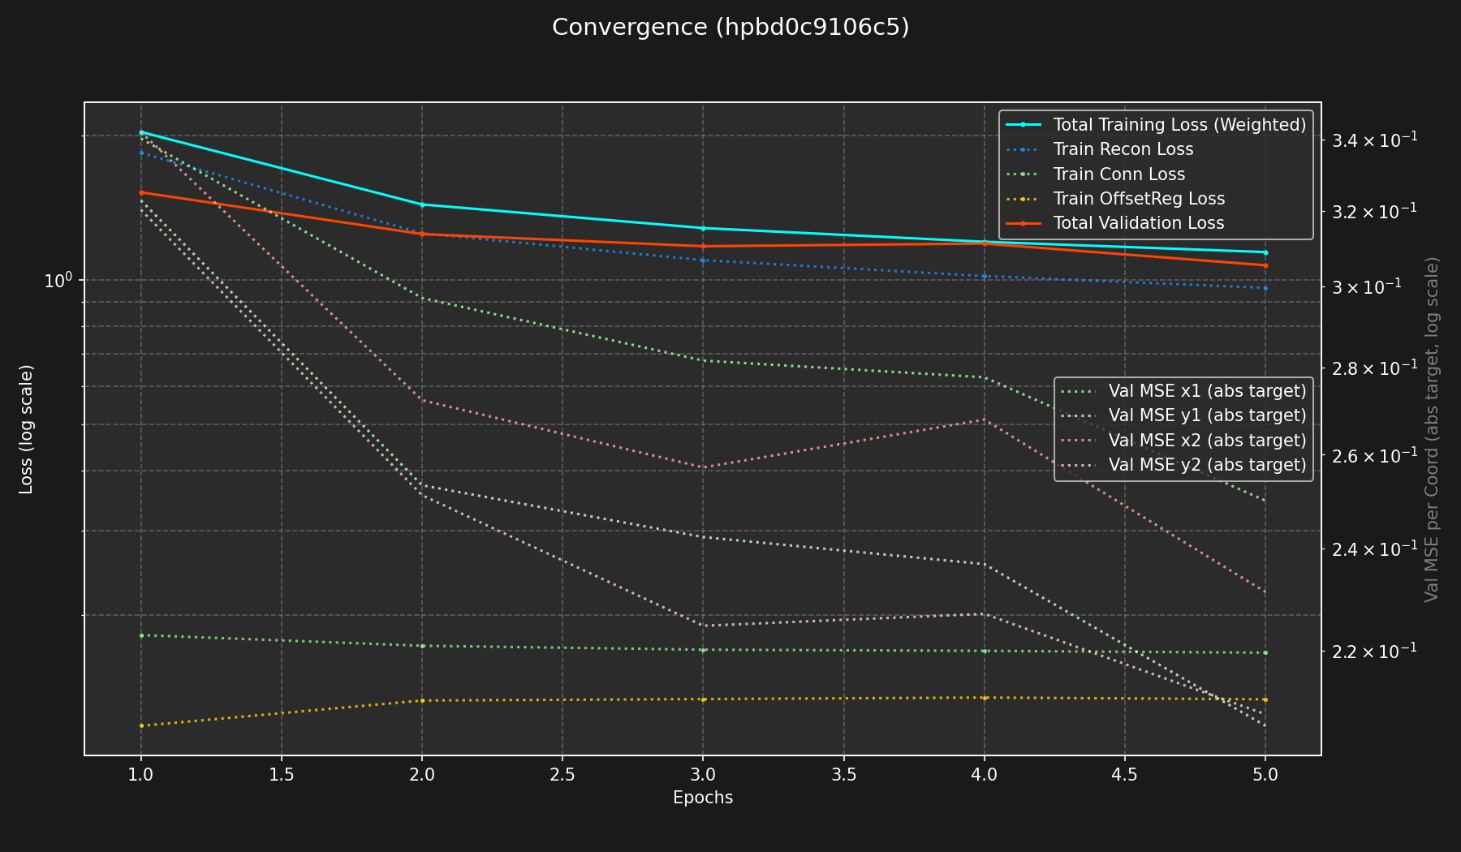 Convergence (hpbd0c9106c5)
Total Training Loss (Weighted)
Train Recon Loss
Train Conn Loss
Train OffsetReg Loss
Total Validation Loss
Val MSE x1 (abs target)
Val MSE y1 (abs target)
Val MSE x2 (abs target)
Val MSE y2 (abs target)
Loss (log scale)
10⁰
3.4 × 10⁻¹
3.2 × 10⁻¹
3 × 10⁻¹
2.8 × 10⁻¹
2.6 × 10⁻¹
2.4 × 10⁻¹
2.2 × 10⁻¹
Val MSE per Coord (abs target, log scale)
1.0 1.5 2.0 2.5 3.0 3.5 4.0 4.5 5.0
Epochs